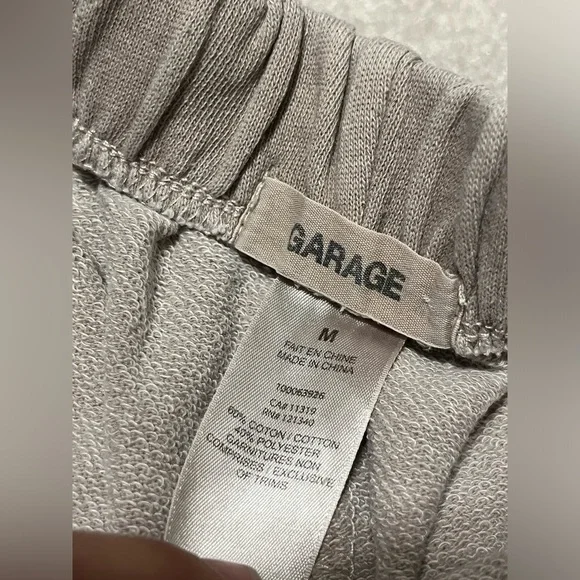 GARAGE
M
FAIT EN CHINE
MADE IN CHINA
100063926
CA# 11319
RN# 121340
60% COTON / COTTON
40% POLYESTER
GARNITURES NON
COMPRISES / EXCLUSIVE
OF TRIMS